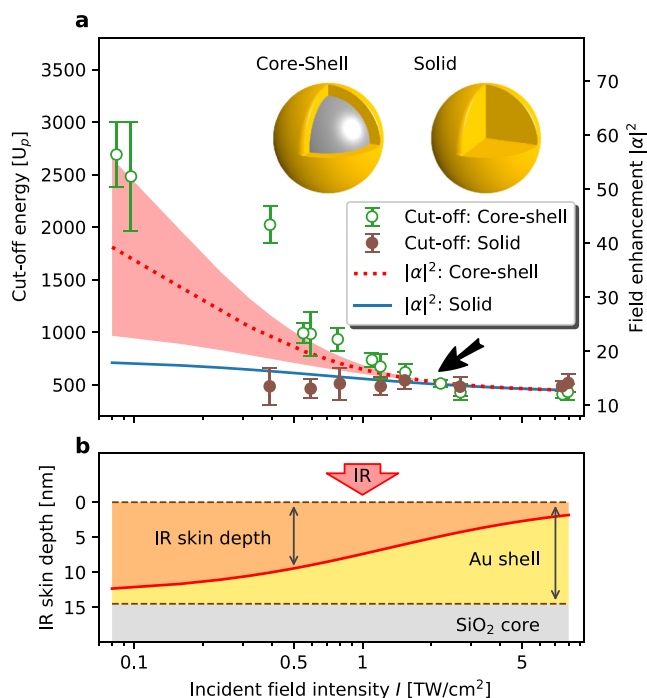 a
Core-Shell
Solid
3500
3000
2500
2000
1500
1000
500
Cut-off energy [U_p]
70
60
50
40
30
20
10
Field enhancement |α|²
Cut-off: Core-shell
Cut-off: Solid
|α|²: Core-shell
|α|²: Solid
b
IR
0
5
10
15
IR skin depth [nm]
IR skin depth
Au shell
SiO₂ core
0.1
0.5
1
5
Incident field intensity I [TW/cm²]